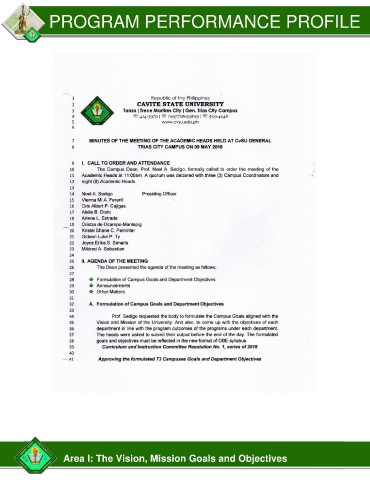 PROGRAM PERFORMANCE PROFILE
1 Republic of the Philippines
2 CAVITE STATE UNIVERSITY
3 Tanza | Trece Martires City | Gen. Trias City Campus
4
5 www.cvsu.edu.ph
6
7 MINUTES OF THE MEETING OF THE ACADEMIC HEADS HELD AT CvSU GENERAL
8 TRIAS CITY CAMPUS ON 09 MAY 2018
9 I. CALL TO ORDER AND ATTENDANCE
10 The Campus Dean, Prof. Noel A. Sedigo, formally called to order the meeting of the
11 Academic Heads at 11:00am. A quorum was declared with three (3) Campus Coordinators and
12 eight (8) Academic Heads.
13
14 Noel A. Sedigo Presiding Officer
15 Vienna Mi A. Feranil
16 Cris Albert P. Cajigas
17 Atelia B. Olato
18 Arlene L. Estrada
19 Cristza de Ocampo-Manlapig
20 Kristel Shane C. Paminter
21 Gideon Luke P. Ty
22 Joyce Erika S. Senaris
23 Mildred A. Sebastian
24
25 II. AGENDA OF THE MEETING
26 The Dean presented the agenda of the meeting as follows:
27
28 Formulation of Campus Goals and Department Objectives
29 Announcements
30 Other Matters
31
32 A. Formulation of Campus Goals and Department Objectives
33
34 Prof. Sedigo requested the body to formulate the Campus Goals aligned with the
35 Vision and Mission of the University. And also, to come up with the objectives of each
36 department in line with the program outcomes of the programs under each department.
37 The heads were asked to submit their output before the end of the day. The formulated
38 goals and objectives must be reflected in the new format of OBE syllabus.
39 Curriculum and Instruction Committee Resolution No. 1, series of 2018
40
41 Approving the formulated T3 Campuses Goals and Department Objectives
Area I: The Vision, Mission Goals and Objectives